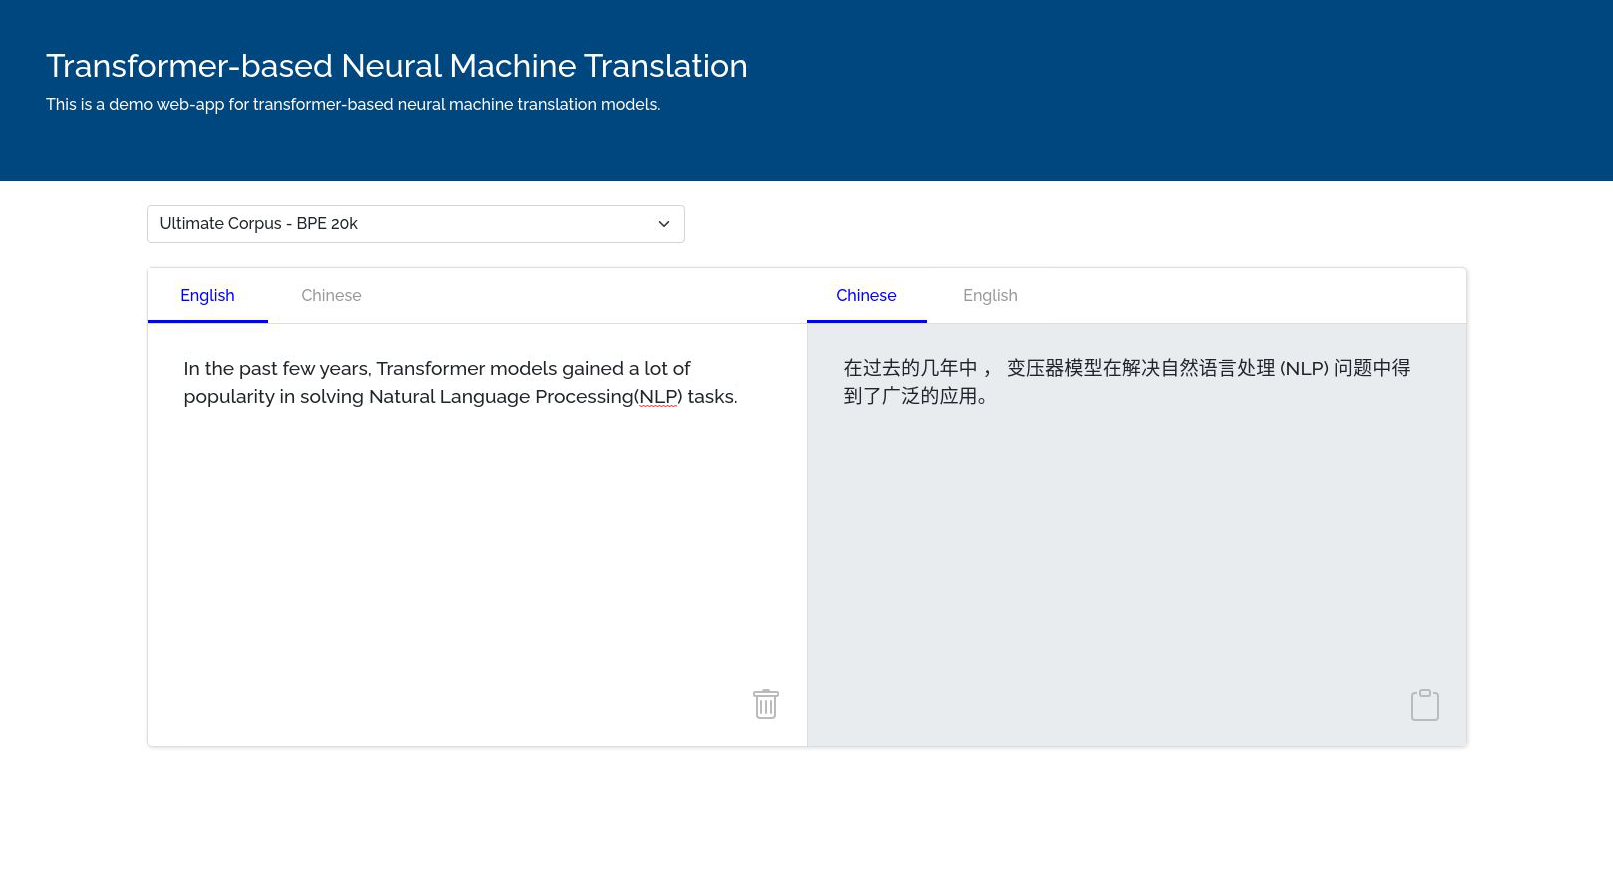 Transformer-based Neural Machine Translation
This is a demo web-app for transformer-based neural machine translation models.
Ultimate Corpus - BPE 20k
English
Chinese
Chinese
English
In the past few years, Transformer models gained a lot of
popularity in solving Natural Language Processing(NLP) tasks.
在过去的几年中 ， 变压器模型在解决自然语言处理 (NLP) 问题中得
到了广泛的应用。